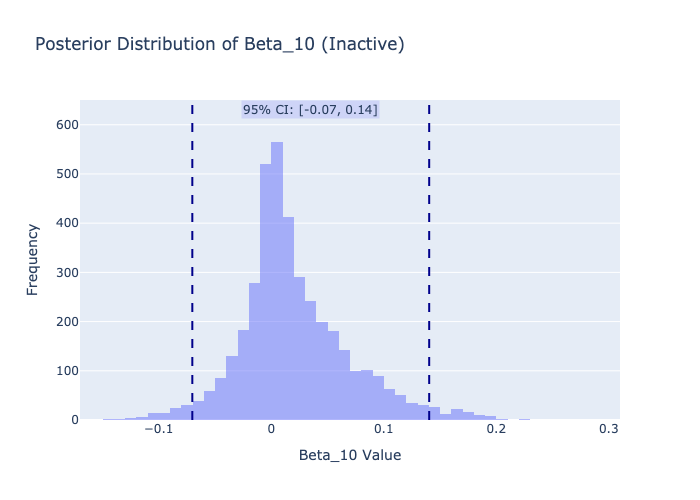 Posterior Distribution of Beta_10 (Inactive)
95% CI: [-0.07, 0.14]
600
500
400
300
200
100
0
Frequency
−0.1 0 0.1 0.2 0.3
Beta_10 Value